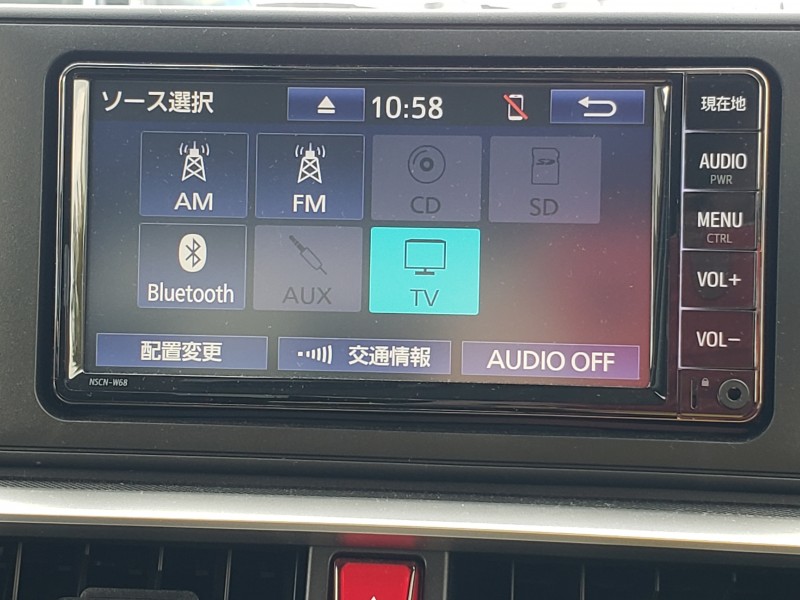 ソース選択
10:58
現在地
AUDIO
PWR
AM
FM
CD
SD
MENU
CTRL
Bluetooth
AUX
TV
VOL+
配置変更
交通情報
AUDIO OFF
VOL-
NSCN-W68